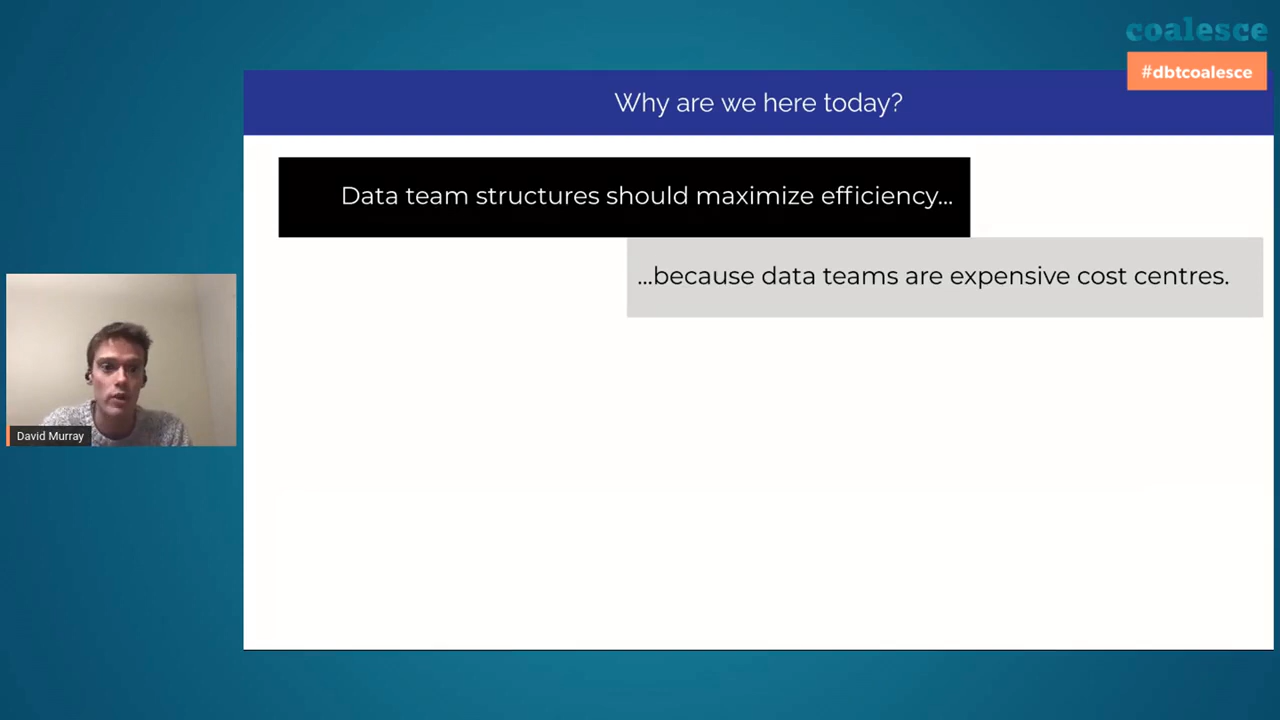 coalesce
#dbtcoalesce
Why are we here today?
Data team structures should maximize efficiency...
...because data teams are expensive cost centres.
David Murray